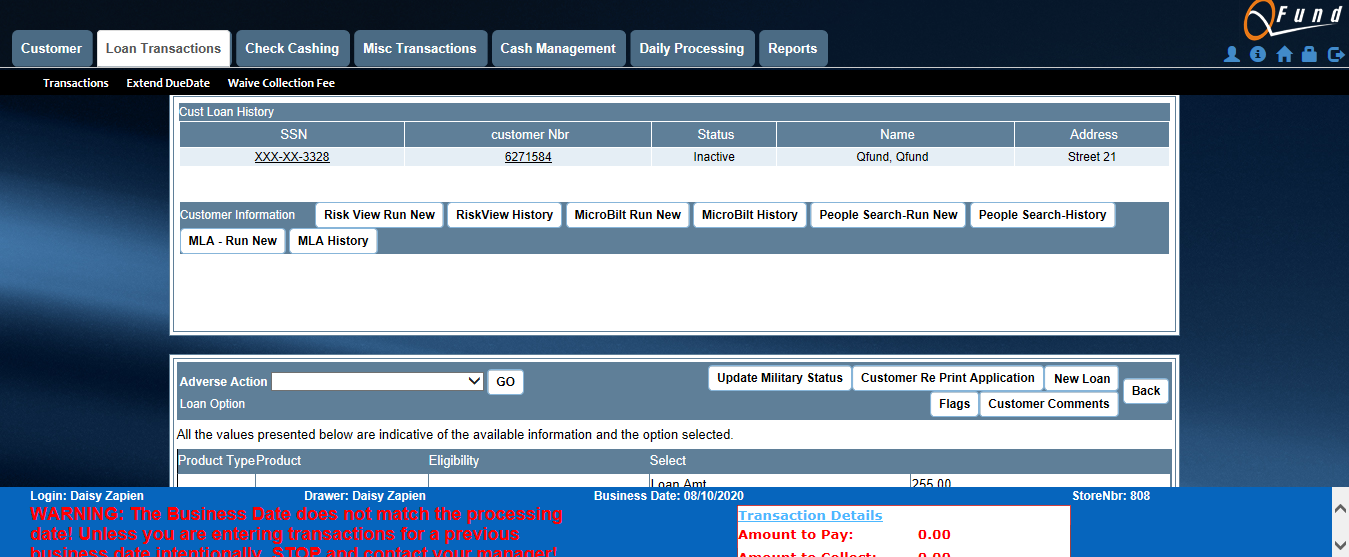 QFund
Customer Loan Transactions Check Cashing Misc Transactions Cash Management Daily Processing Reports
Transactions Extend DueDate Waive Collection Fee
Cust Loan History
SSN customer Nbr Status Name Address
XXX-XX-3328 6271584 Inactive Qfund, Qfund Street 21
Customer Information Risk View Run New RiskView History MicroBilt Run New MicroBilt History People Search-Run New People Search-History
MLA - Run New MLA History
Adverse Action GO Update Military Status Customer Re Print Application New Loan Back
Loan Option Flags Customer Comments
All the values presented below are indicative of the available information and the option selected.
Product Type Product Eligibility Select
Loan Amt 255.00
Login: Daisy Zapien Drawer: Daisy Zapien Business Date: 08/10/2020 StoreNbr: 808
WARNING: The Business Date does not match the processing
date! Unless you are entering transactions for a previous
business date intentionally, STOP and contact your manager!
Transaction Details
Amount to Pay: 0.00
Amount to Collect: 0.00